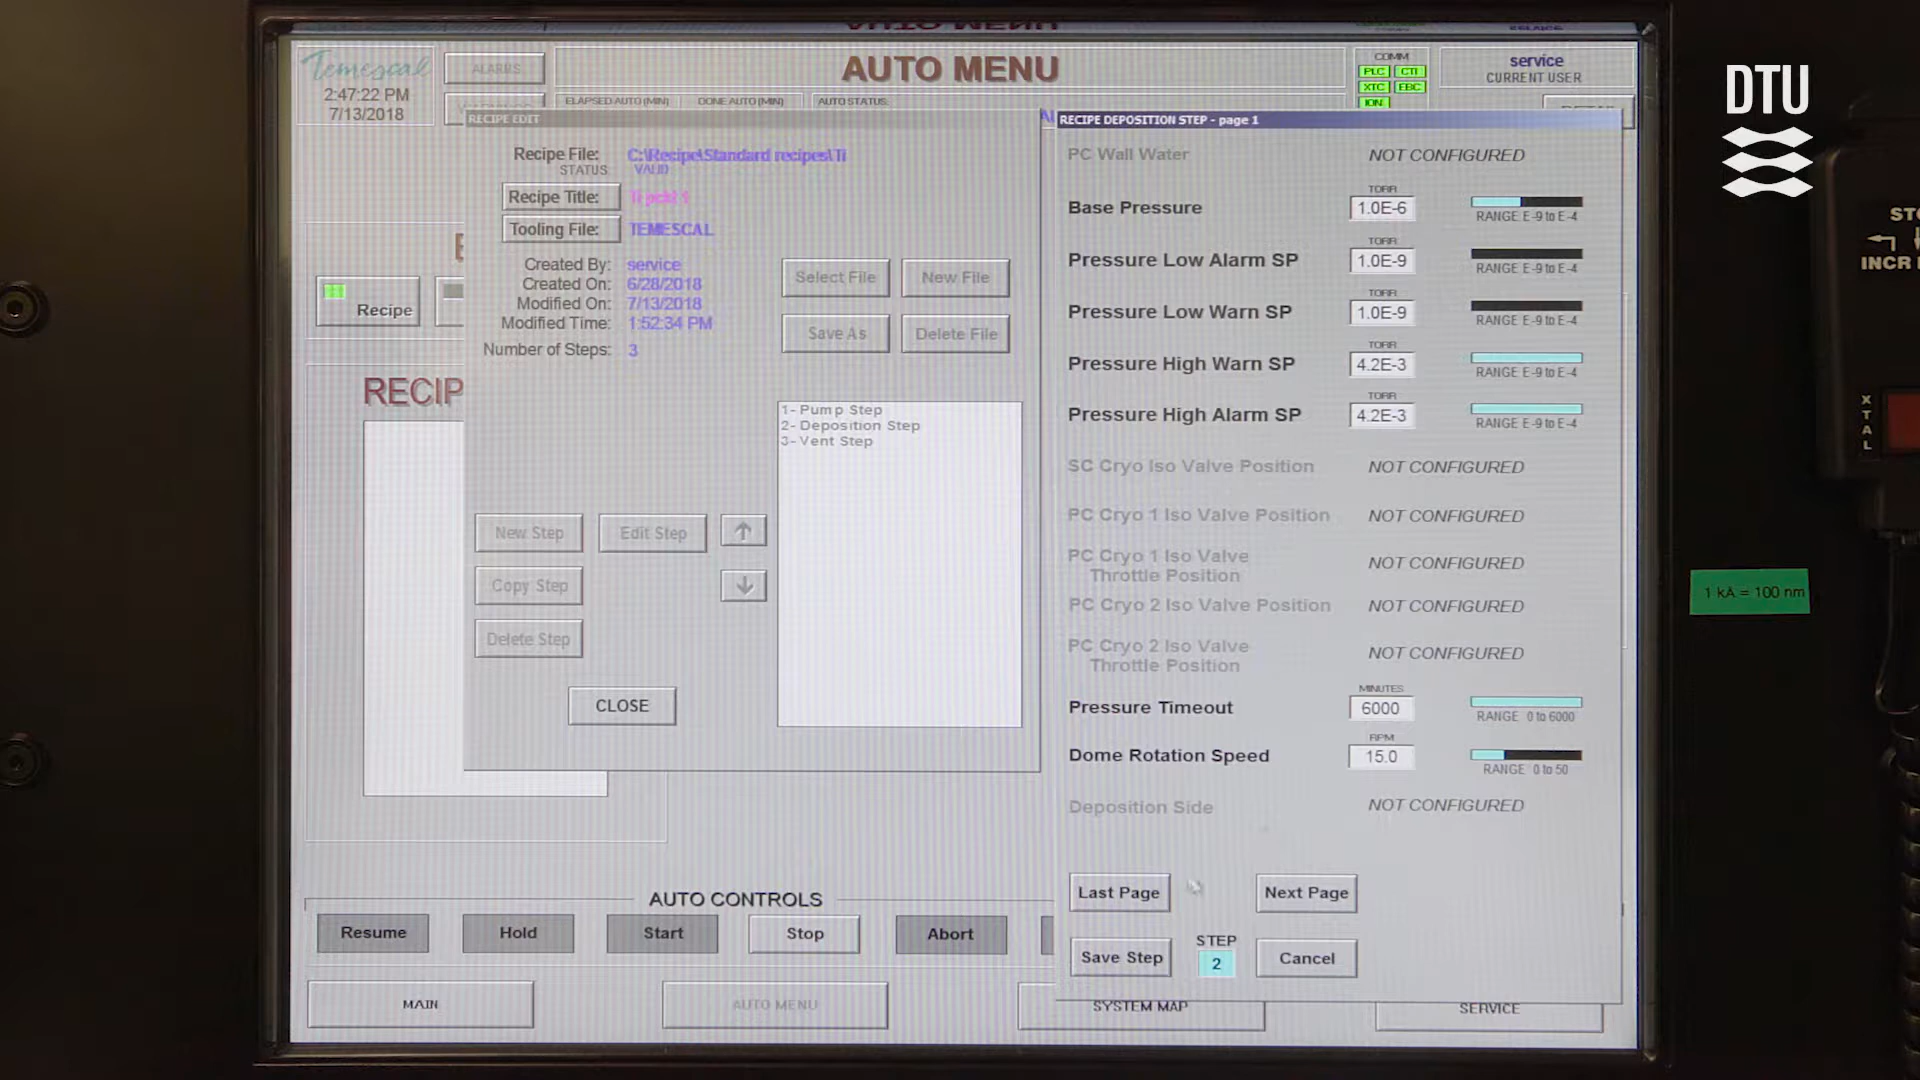 Temescal
2:47:22 PM
7/13/2018
ALARMS
AUTO MENU
ELAPSED AUTO (MIN)
DONE AUTO (MIN)
AUTO STATUS:
COMM
PLC CTI
XTC EBC
ION
service
CURRENT USER
DTU
RECIPE EDIT
Recipe File: C:\Recipe\Standard recipes\Ti
STATUS VALID
Recipe Title:
Tooling File: TEMESCAL
Created By: service
Created On: 6/28/2018
Modified On: 7/13/2018
Modified Time: 1:52:34 PM
Number of Steps: 3
Select File
New File
Save As
Delete File
1- Pump Step
2- Deposition Step
3- Vent Step
New Step
Edit Step
Copy Step
Delete Step
CLOSE
Recipe
RECIP
RECIPE DEPOSITION STEP - page 1
PC Wall Water NOT CONFIGURED
TORR
Base Pressure 1.0E-6
RANGE E-9 to E-4
TORR
Pressure Low Alarm SP 1.0E-9
RANGE E-9 to E-4
TORR
Pressure Low Warn SP 1.0E-9
RANGE E-9 to E-4
TORR
Pressure High Warn SP 4.2E-3
RANGE E-9 to E-4
TORR
Pressure High Alarm SP 4.2E-3
RANGE E-9 to E-4
SC Cryo Iso Valve Position NOT CONFIGURED
PC Cryo 1 Iso Valve Position NOT CONFIGURED
PC Cryo 1 Iso Valve
Throttle Position NOT CONFIGURED
PC Cryo 2 Iso Valve Position NOT CONFIGURED
PC Cryo 2 Iso Valve
Throttle Position NOT CONFIGURED
MINUTES
Pressure Timeout 6000
RANGE 0 to 6000
RPM
Dome Rotation Speed 15.0
RANGE 0 to 50
Deposition Side NOT CONFIGURED
Last Page
Next Page
Save Step
STEP
2
Cancel
AUTO CONTROLS
Resume
Hold
Start
Stop
Abort
MAIN
AUTO MENU
SYSTEM MAP
SERVICE
1 kÅ = 100 nm
INCR
XTAL